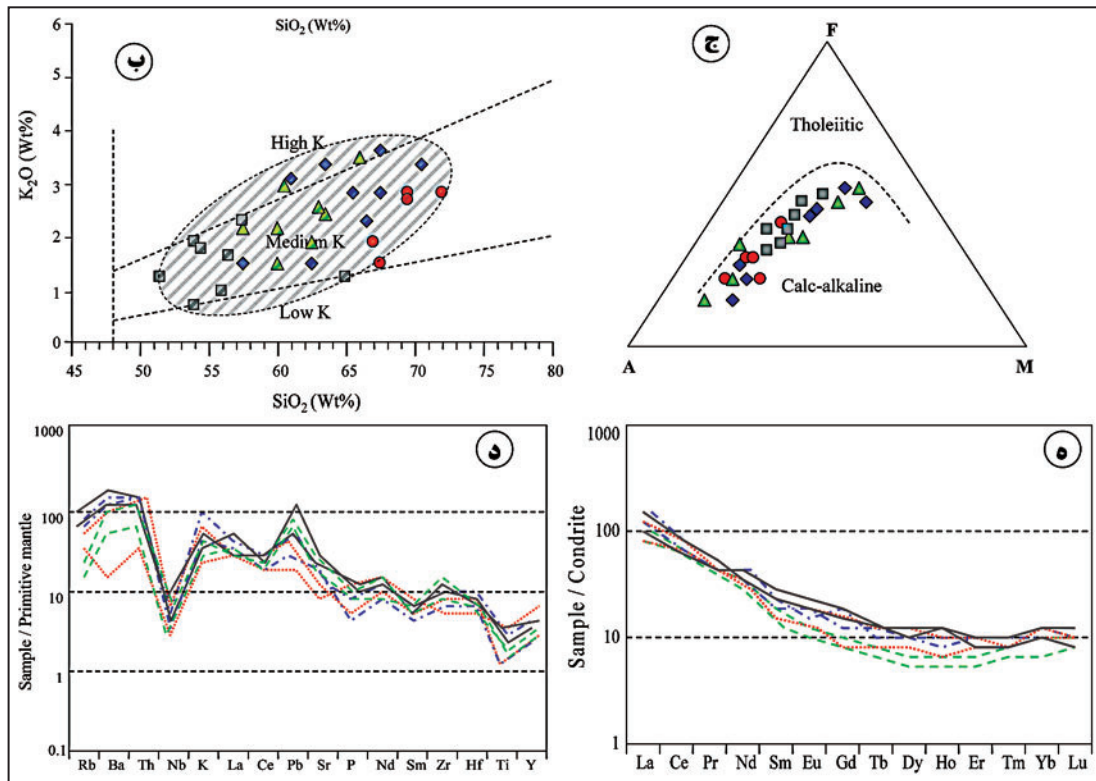 SiO2 (Wt%)
ب
K2O (Wt%)
6
5
4
3
2
1
0
High K
Medium K
Low K
45 50 55 60 65 70 75 80
SiO2 (Wt%)
ج
F
Tholeiitic
Calc-alkaline
A
M
د
Sample / Primitive mantle
1000
100
10
1
0.1
Rb Ba Th Nb K La Ce Pb Sr P Nd Sm Zr Hf Ti Y
ه
Sample / Condrite
1000
100
10
1
La Ce Pr Nd Sm Eu Gd Tb Dy Ho Er Tm Yb Lu